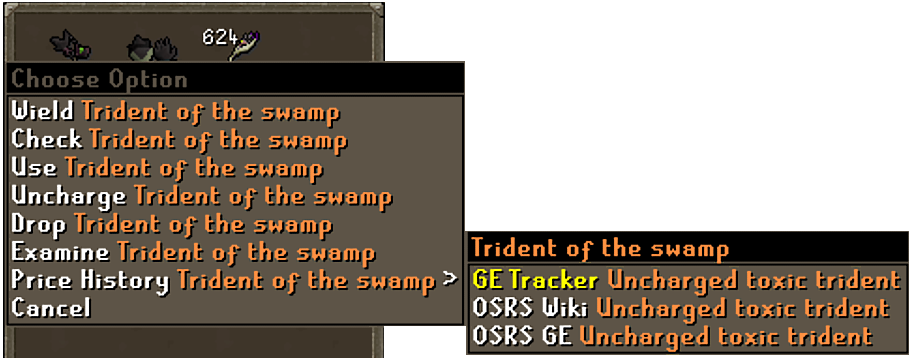 624
Choose Option
Wield Trident of the swamp
Check Trident of the swamp
Use Trident of the swamp
Uncharge Trident of the swamp
Drop Trident of the swamp
Examine Trident of the swamp
Price History Trident of the swamp >
Cancel
Trident of the swamp
GE Tracker Uncharged toxic trident
OSRS Wiki Uncharged toxic trident
OSRS GE Uncharged toxic trident